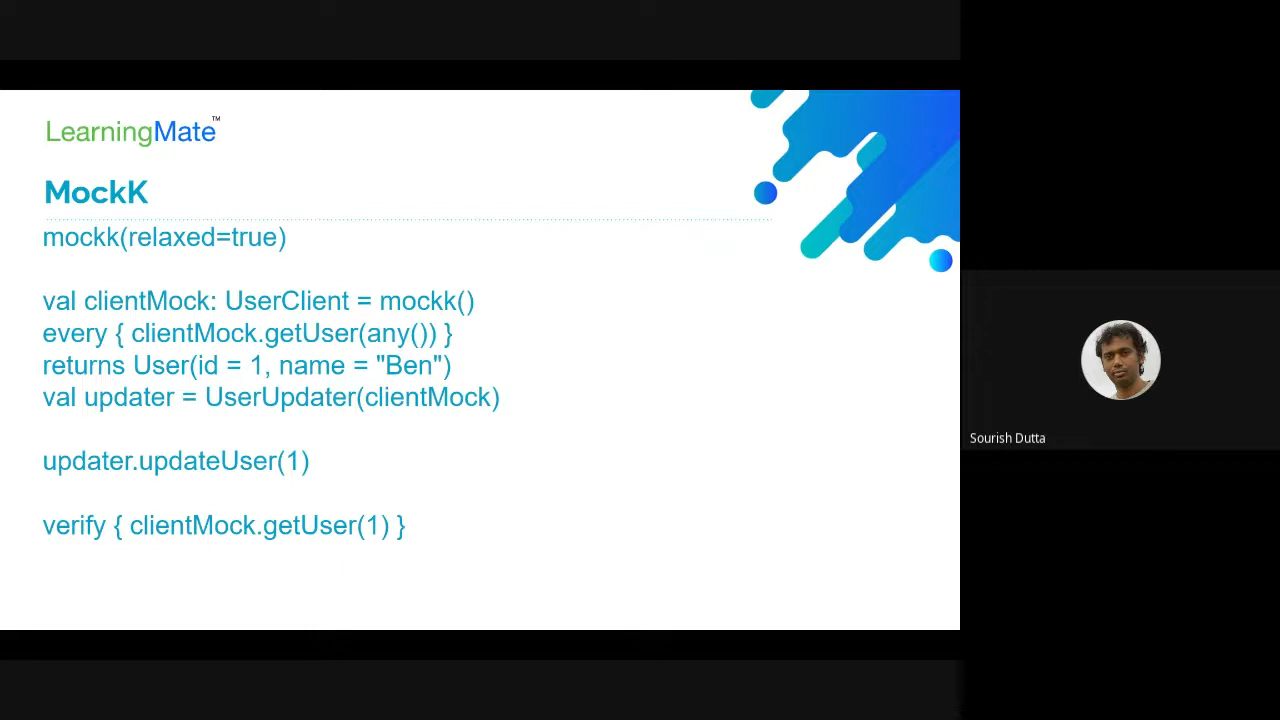 LearningMate™
MockK
mockk(relaxed=true)
val clientMock: UserClient = mockk()
every { clientMock.getUser(any()) }
returns User(id = 1, name = "Ben")
val updater = UserUpdater(clientMock)
updater.updateUser(1)
verify { clientMock.getUser(1) }
Sourish Dutta